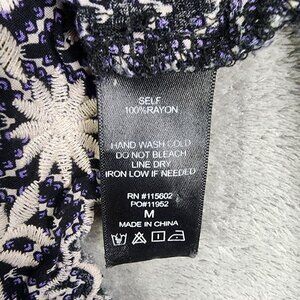 SELF
100%RAYON
HAND WASH COLD
DO NOT BLEACH
LINE DRY
IRON LOW IF NEEDED
RN #115602
PO#11952
M
MADE IN CHINA